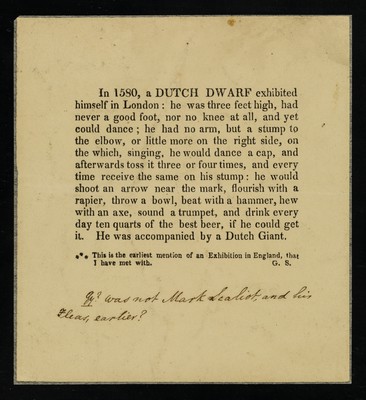 In 1580, a DUTCH DWARF exhibited
himself in London : he was three feet high, had
never a good foot, nor no knee at all, and yet
could dance ; he had no arm, but a stump to
the elbow, or little more on the right side, on
the which, singing, he would dance a cap, and
afterwards toss it three or four times, and every
time receive the same on his stump : he would
shoot an arrow near the mark, flourish with a
rapier, throw a bowl, beat with a hammer, hew
with an axe, sound a trumpet, and drink every
day ten quarts of the best beer, if he could get
it. He was accompanied by a Dutch Giant.
*** This is the earliest mention of an Exhibition in England, that
I have met with. G. S.
Qy? was not Mark Scaliot, and his
Fleas, earlier?